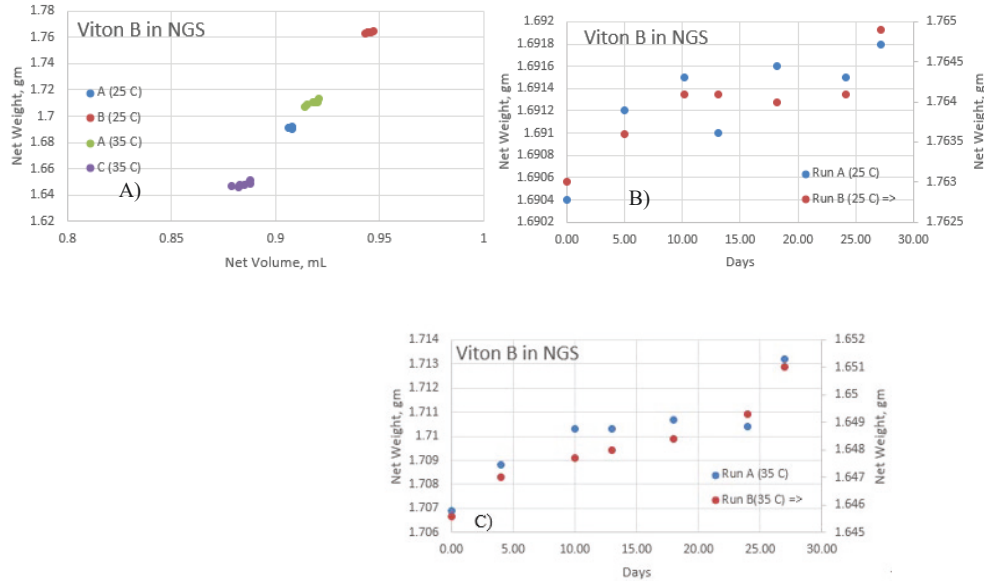 Viton B in NGS
1.78
1.76
1.74
1.72
1.7
1.68
1.66
1.64
1.62
Net Weight, gm
A (25 C)
B (25 C)
A (35 C)
C (35 C)
A)
0.8 0.85 0.9 0.95 1
Net Volume, mL
Viton B in NGS
1.692
1.6918
1.6916
1.6914
1.6912
1.691
1.6908
1.6906
1.6904
1.6902
Net Weight, gm
1.765
1.7645
1.764
1.7635
1.763
1.7625
Net Weight, gm
Run A (25 C)
Run B (25 C) =>
B)
0.00 5.00 10.00 15.00 20.00 25.00 30.00
Days
Viton B in NGS
1.714
1.713
1.712
1.711
1.71
1.709
1.708
1.707
1.706
Net Weight, gm
1.652
1.651
1.65
1.649
1.648
1.647
1.646
1.645
Net Weight, gm
Run A (35 C)
Run B(35 C) =>
C)
0.00 5.00 10.00 15.00 20.00 25.00 30.00
Days